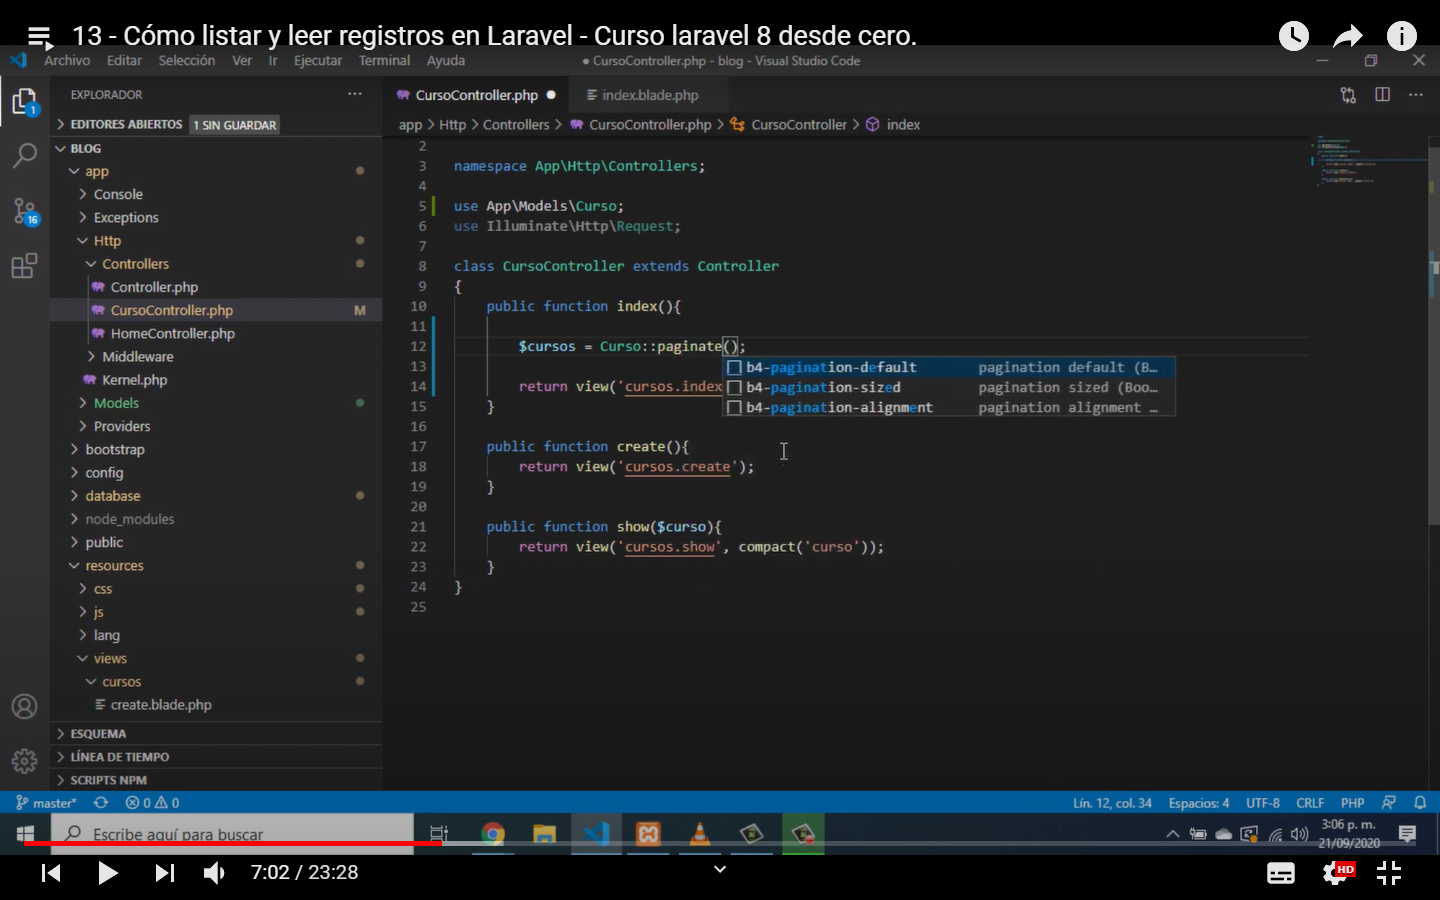 13 - Cómo listar y leer registros en Laravel - Curso laravel 8 desde cero.
Archivo Editar Selección Ver Ir Ejecutar Terminal Ayuda
● CursoController.php - blog - Visual Studio Code
EXPLORADOR
CursoController.php
index.blade.php
EDITORES ABIERTOS 1 SIN GUARDAR
app > Http > Controllers > CursoController.php > CursoController > index
BLOG
app
Console
Exceptions
Http
Controllers
Controller.php
CursoController.php M
HomeController.php
Middleware
Kernel.php
Models
Providers
bootstrap
config
database
node_modules
public
resources
css
js
lang
views
cursos
create.blade.php
ESQUEMA
LÍNEA DE TIEMPO
SCRIPTS NPM
1
16
2
3 namespace App\Http\Controllers;
4
5 use App\Models\Curso;
6 use Illuminate\Http\Request;
7
8 class CursoController extends Controller
9 {
10 public function index(){
11
12 $cursos = Curso::paginate();
13
14 return view('cursos.index
15 }
16
17 public function create(){
18 return view('cursos.create');
19 }
20
21 public function show($curso){
22 return view('cursos.show', compact('curso'));
23 }
24 }
25
b4-pagination-default pagination default (B…
b4-pagination-sized pagination sized (Boo…
b4-pagination-alignment pagination alignment …
master* 0 0
Lín. 12, col. 34 Espacios: 4 UTF-8 CRLF PHP
Escribe aquí para buscar
3:06 p. m.
21/09/2020
7:02 / 23:28
HD